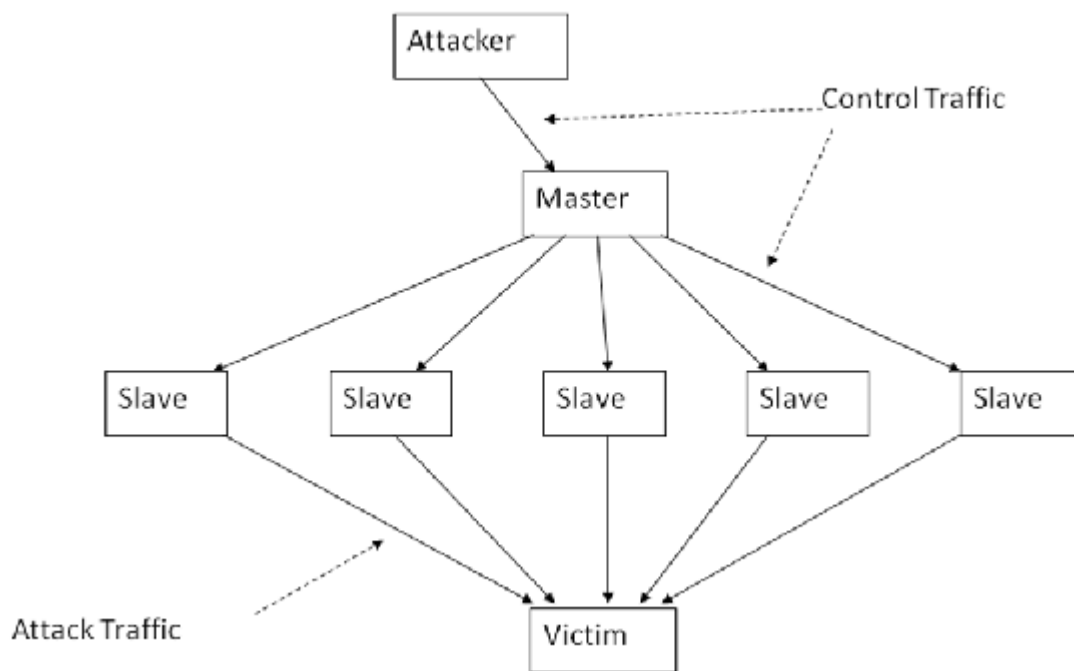 Attacker
Control Traffic
Master
Slave
Slave
Slave
Slave
Slave
Attack Traffic
Victim